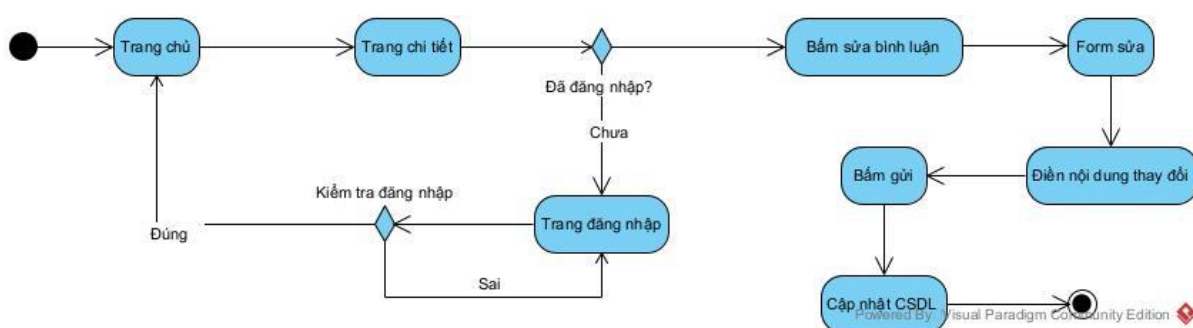 Trang chủ
Trang chi tiết
Bấm sửa bình luận
Form sửa
Đã đăng nhập?
Chưa
Bấm gửi
Điền nội dung thay đổi
Kiểm tra đăng nhập
Trang đăng nhập
Đúng
Sai
Cập nhật CSDL
Powered By Visual Paradigm Community Edition